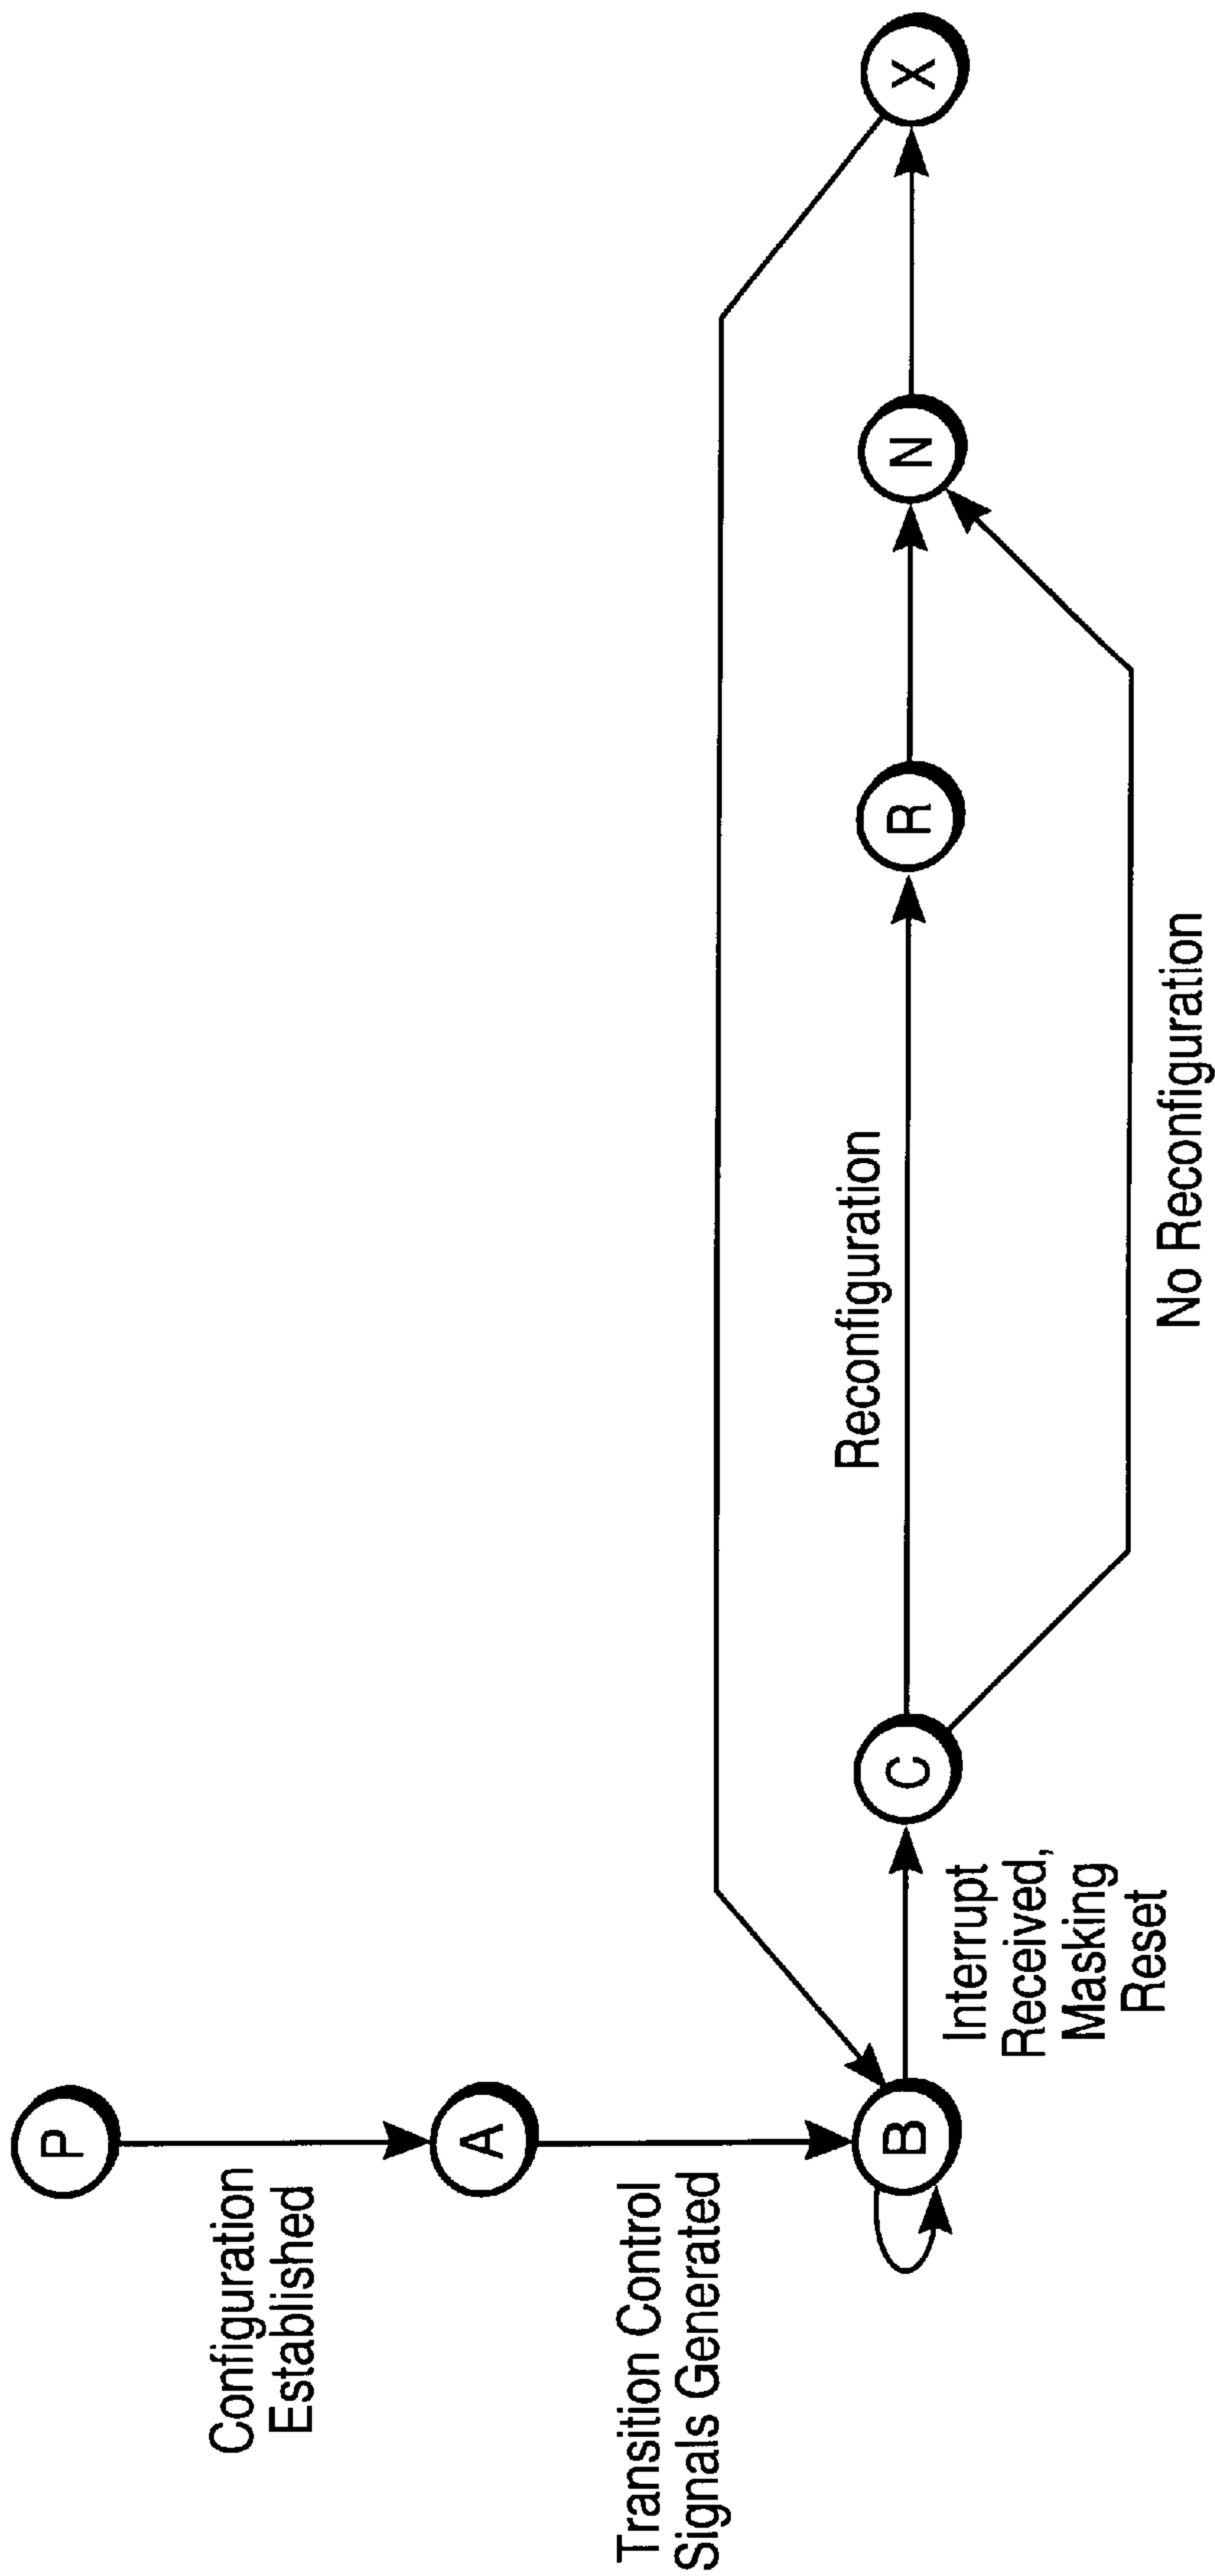 P
Configuration
Established
A
Transition Control
Signals Generated
B
Interrupt
Received,
Masking
Reset
C
Reconfiguration
No Reconfiguration
R
N
X